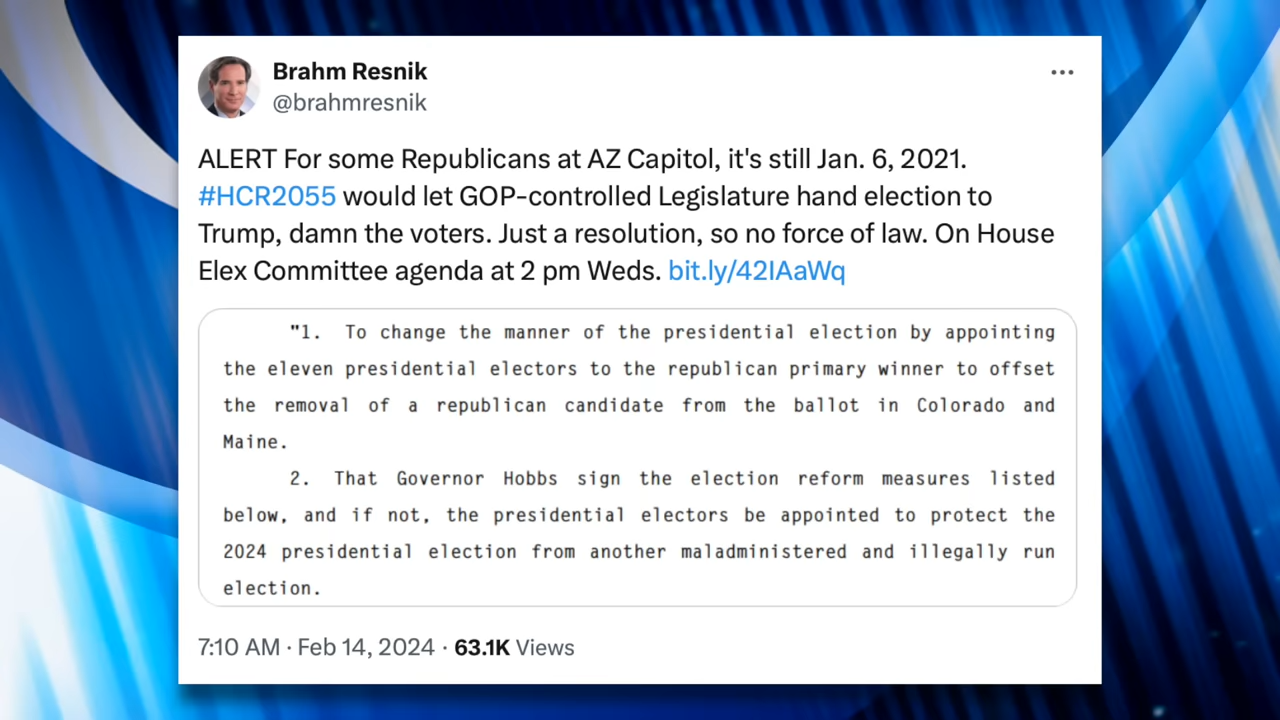 Brahm Resnik
@brahmresnik
ALERT For some Republicans at AZ Capitol, it's still Jan. 6, 2021.
#HCR2055 would let GOP-controlled Legislature hand election to
Trump, damn the voters. Just a resolution, so no force of law. On House
Elex Committee agenda at 2 pm Weds. bit.ly/42IAaWq
"1. To change the manner of the presidential election by appointing
the eleven presidential electors to the republican primary winner to offset
the removal of a republican candidate from the ballot in Colorado and
Maine.
2. That Governor Hobbs sign the election reform measures listed
below, and if not, the presidential electors be appointed to protect the
2024 presidential election from another maladministered and illegally run
election.
7:10 AM · Feb 14, 2024 · 63.1K Views